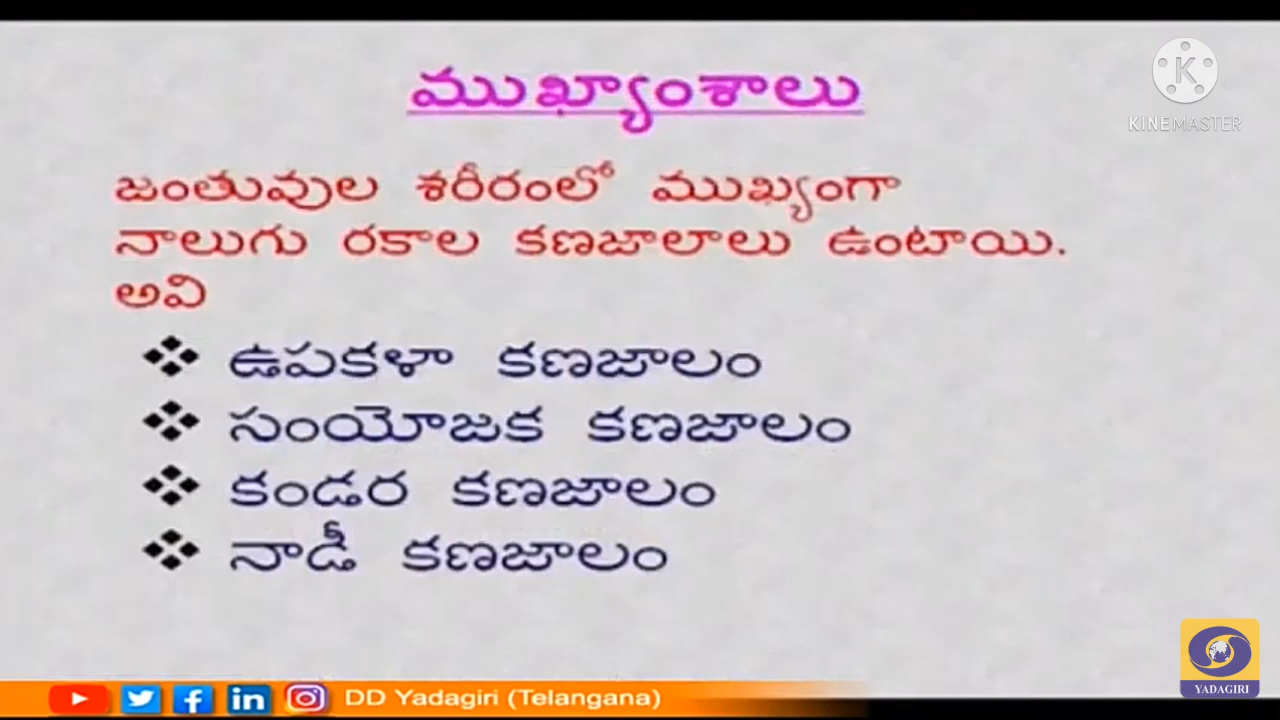 ముఖ్యాంశాలు
KINEMASTER
జంతువుల శరీరంలో ముఖ్యంగా
నాలుగు రకాల కణజాలాలు ఉంటాయి.
అవి
ఉపకళా కణజాలం
సంయోజక కణజాలం
కండర కణజాలం
నాడీ కణజాలం
YADAGIRI
DD Yadagiri (Telangana)